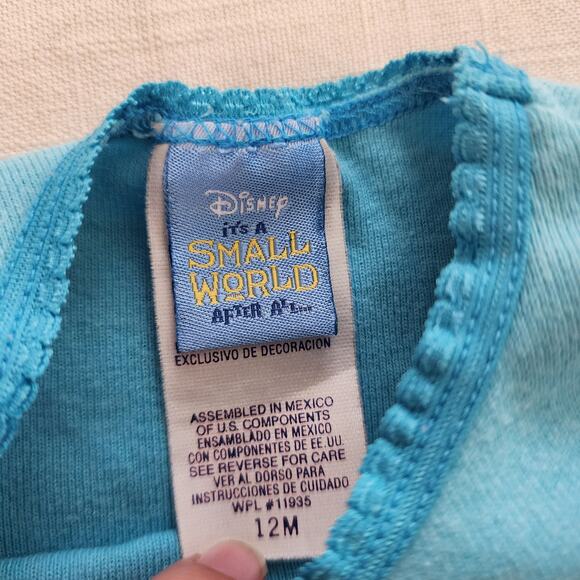 Disney
iT'S A
SMALL
WORLD
AFTER ALL...
EXCLUSIVO DE DECORACION
ASSEMBLED IN MEXICO
OF U.S. COMPONENTS
ENSAMBLADO EN MEXICO
CON COMPONENTES DE EE.UU.
SEE REVERSE FOR CARE
VER AL DORSO PARA
INSTRUCCIONES DE CUIDADO
WPL #11935
12M